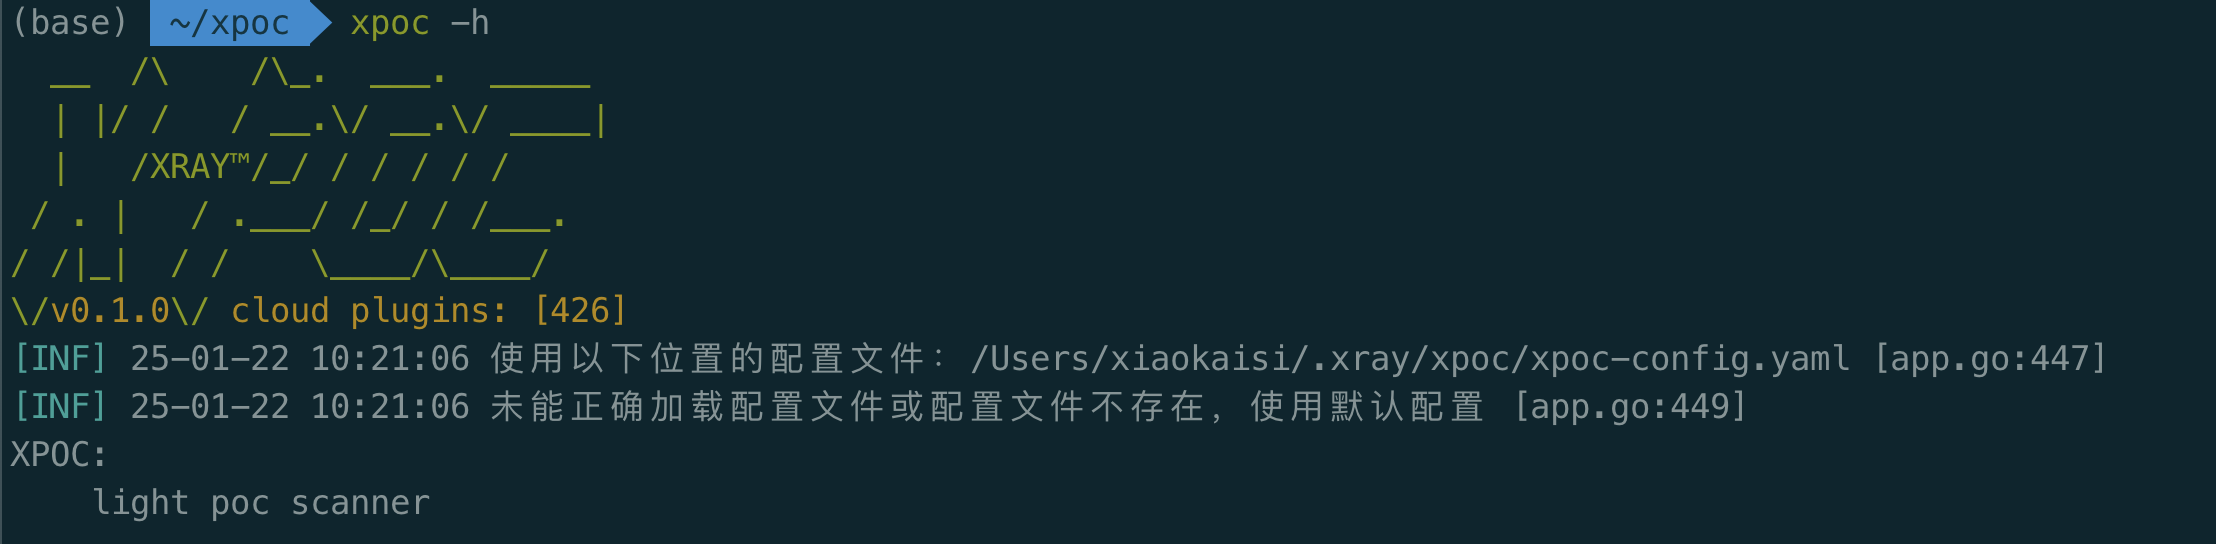 (base) ~/xpoc xpoc -h
  __  /\    /\_.  ___.  _____
  | |/ /   / __.\/ __.\/ ____|
  |   /XRAY™/_/ / / / / /
 / . |   / .___/ /_/ / /___.
/ /|_|  / /    \____/\____/
\/v0.1.0\/ cloud plugins: [426]
[INF] 25-01-22 10:21:06 使用以下位置的配置文件: /Users/xiaokaisi/.xray/xpoc/xpoc-config.yaml [app.go:447]
[INF] 25-01-22 10:21:06 未能正确加载配置文件或配置文件不存在, 使用默认配置 [app.go:449]
XPOC:
    light poc scanner